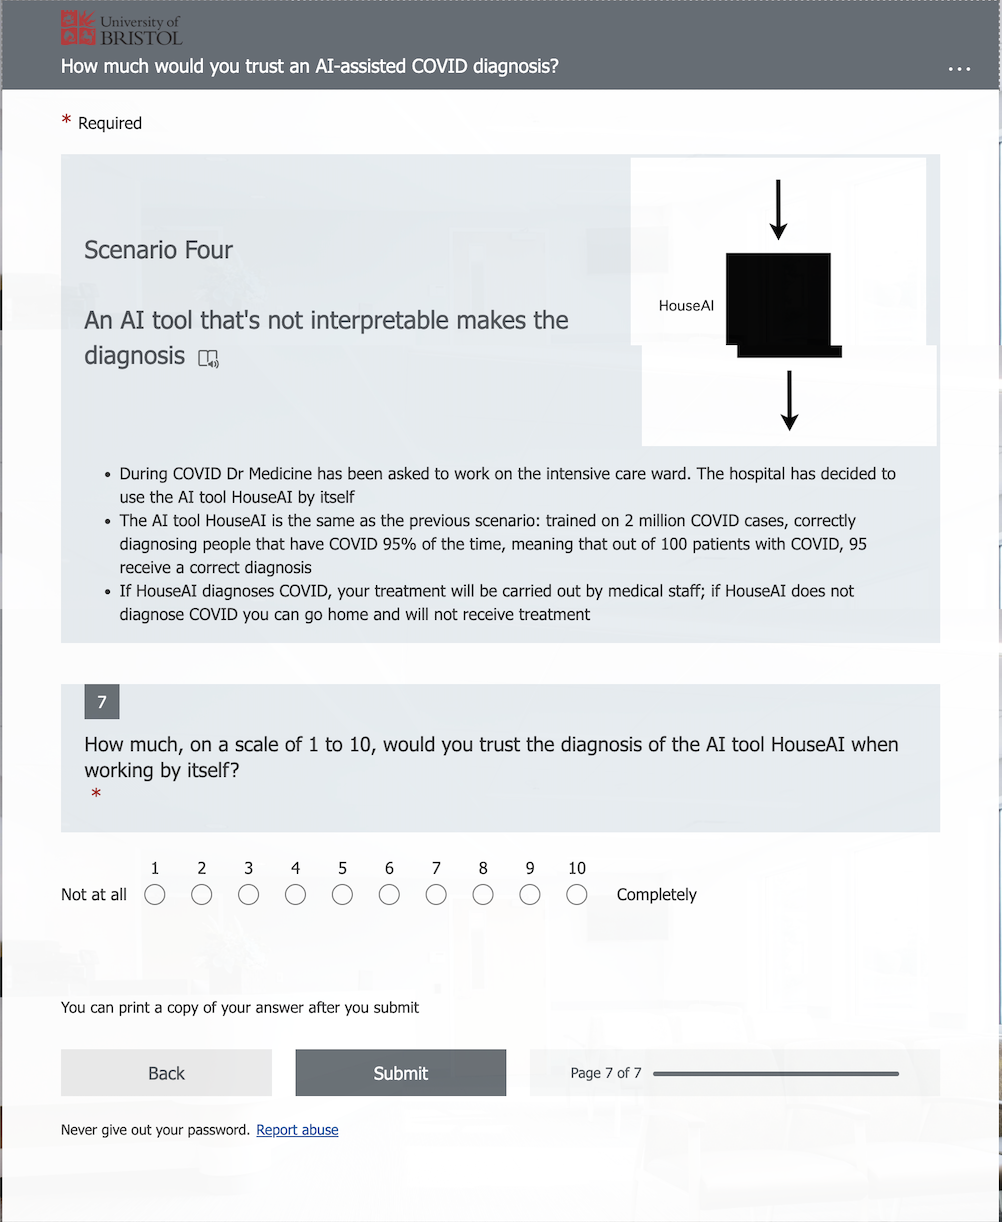 University of
BRISTOL
How much would you trust an AI-assisted COVID diagnosis?
...
* Required
Scenario Four
An AI tool that's not interpretable makes the
diagnosis
HouseAI
• During COVID Dr Medicine has been asked to work on the intensive care ward. The hospital has decided to
use the AI tool HouseAI by itself
• The AI tool HouseAI is the same as the previous scenario: trained on 2 million COVID cases, correctly
diagnosing people that have COVID 95% of the time, meaning that out of 100 patients with COVID, 95
receive a correct diagnosis
• If HouseAI diagnoses COVID, your treatment will be carried out by medical staff; if HouseAI does not
diagnose COVID you can go home and will not receive treatment
7
How much, on a scale of 1 to 10, would you trust the diagnosis of the AI tool HouseAI when
working by itself?
*
1 2 3 4 5 6 7 8 9 10
Not at all Completely
You can print a copy of your answer after you submit
Back Submit Page 7 of 7
Never give out your password. Report abuse